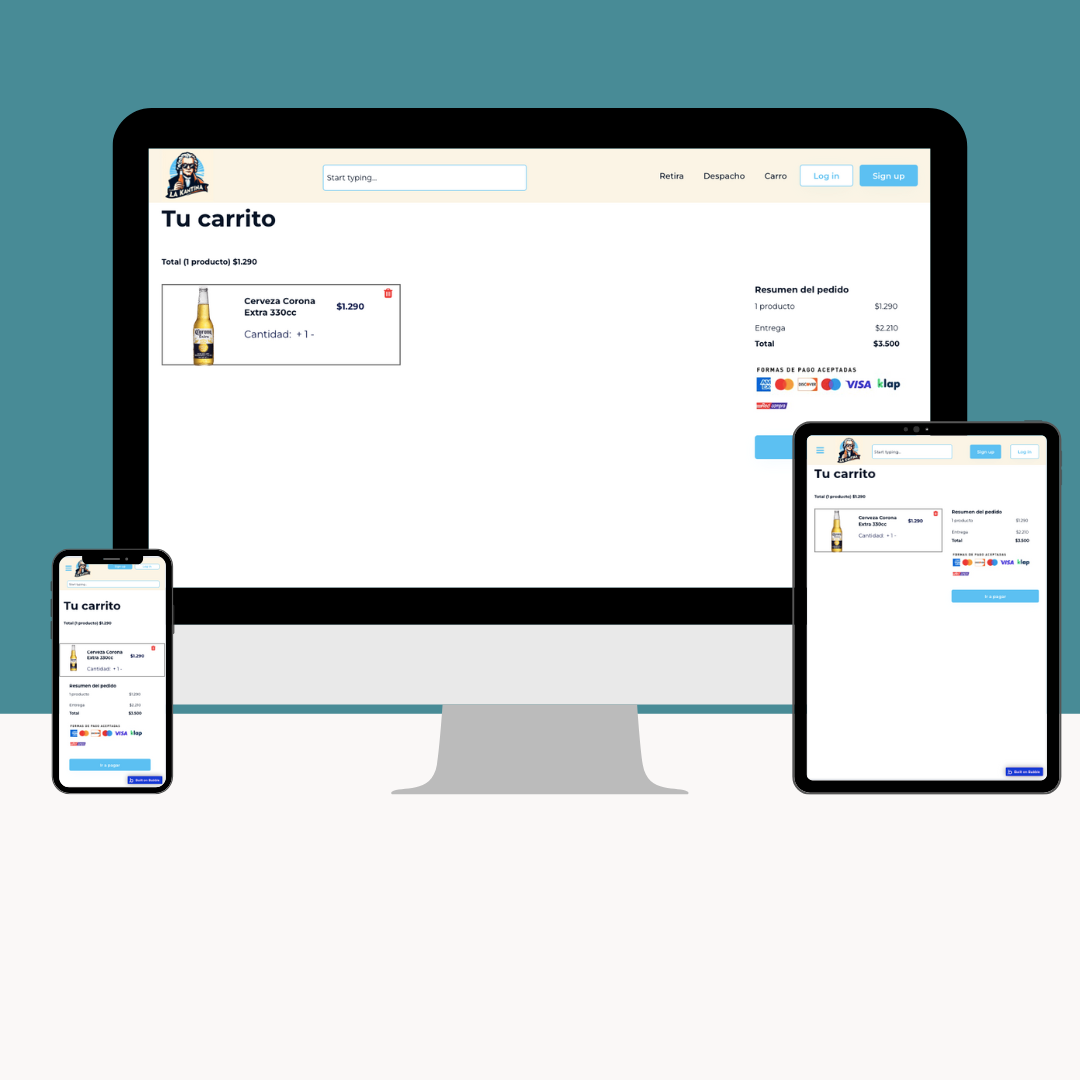 LA KANTINA
Start typing...
Retira
Despacho
Carro
Log in
Sign up
Tu carrito
Total (1 producto) $1.290
Cerveza Corona
Extra 330cc
$1.290
Cantidad: + 1 -
Corona
Extra
Resumen del pedido
1 producto $1.290
Entrega $2.210
Total $3.500
FORMAS DE PAGO ACEPTADAS
AM EX
DISCOVER
VISA
klap
Start typing...
Sign up
Log in
Tu carrito
Total (1 producto) $1.290
Cerveza Corona
Extra 330cc
$1.290
Cantidad: + 1 -
Resumen del pedido
1 producto $1.290
Entrega $2.210
Total $3.500
FORMAS DE PAGO ACEPTADAS
VISA
klap
Ir a pagar
Built on Bubble
Start typing...
Tu carrito
Total (1 producto) $1.290
Cerveza Corona
Extra 330cc
$1.290
Cantidad: + 1 -
Resumen del pedido
1 producto $1.290
Entrega $2.210
Total $3.500
FORMAS DE PAGO ACEPTADAS
VISA
klap
Ir a pagar
Built on Bubble